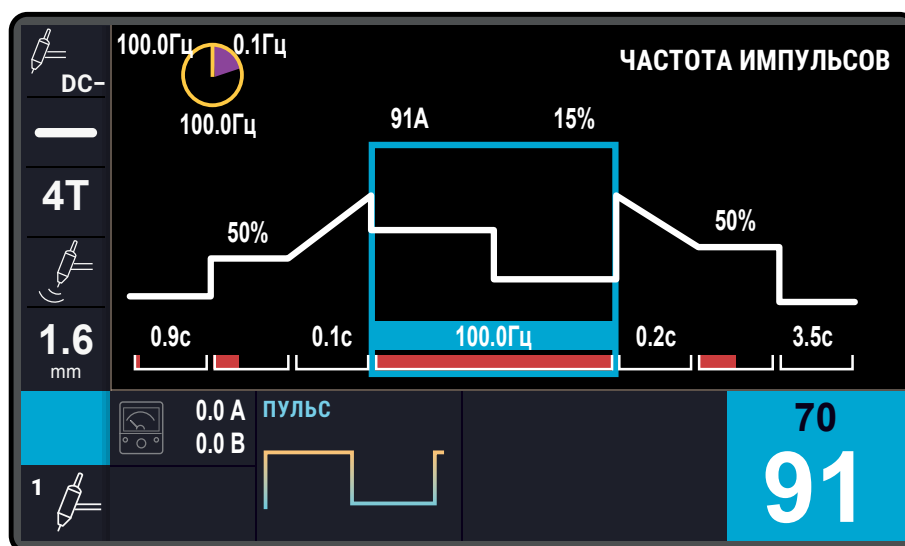 DC-
4T
1.6
mm
1
100.0Гц
0.1Гц
100.0Гц
ЧАСТОТА ИМПУЛЬСОВ
91A
15%
50%
50%
0.9с
0.1с
100.0Гц
0.2с
3.5с
0.0 A
0.0 В
ПУЛЬС
70
91